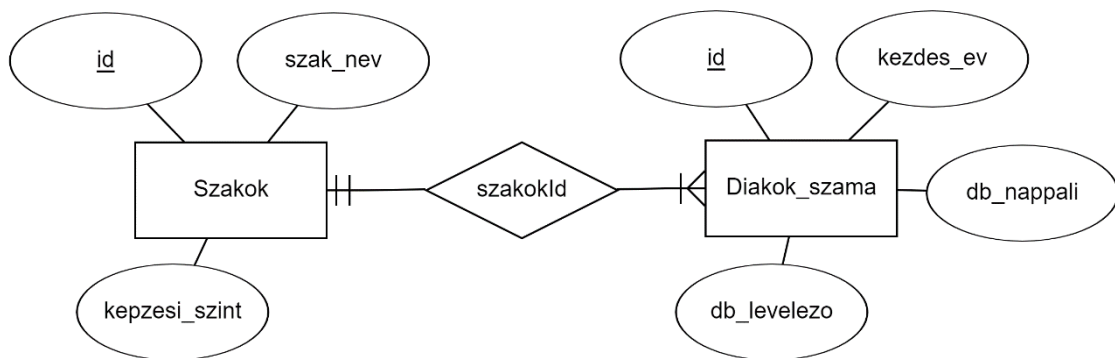 id
szak_nev
id
kezdes_ev
Szakok
szakokId
Diakok_szama
db_nappali
kepzesi_szint
db_levelezo